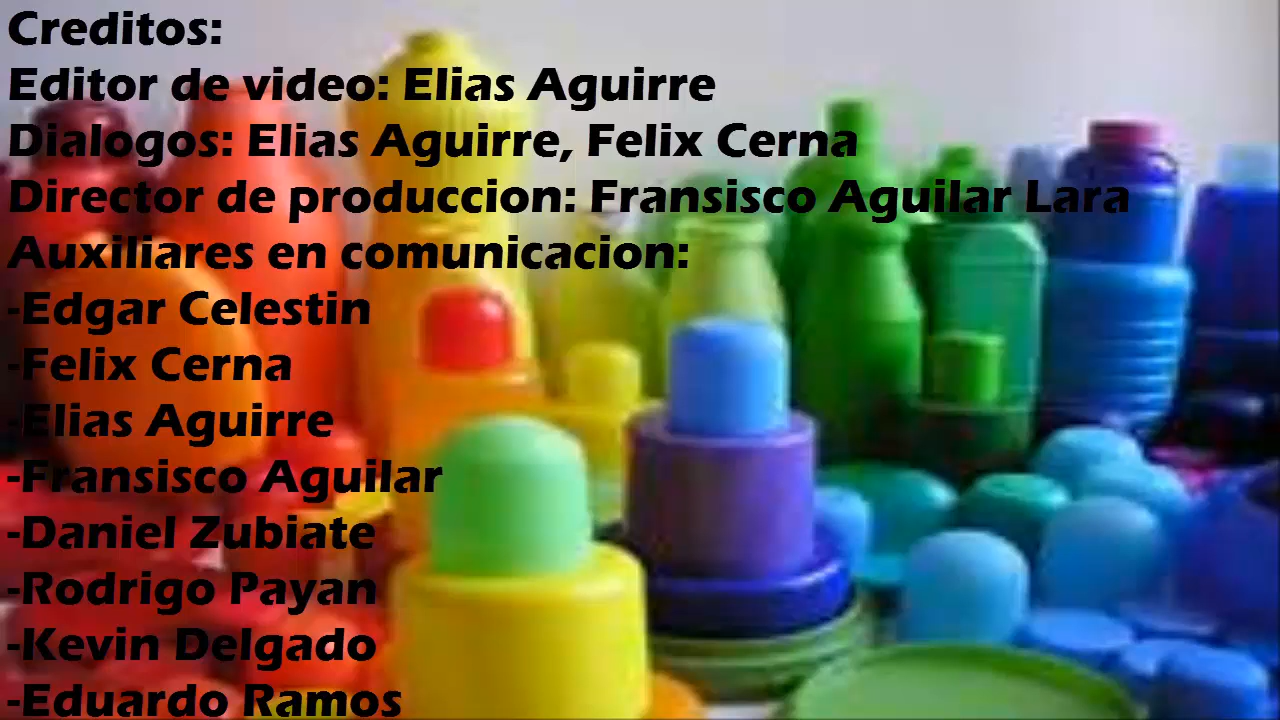 Creditos:
Editor de video: Elias Aguirre
Dialogos: Elias Aguirre, Felix Cerna
Director de produccion: Fransisco Aguilar Lara
Auxiliares en comunicacion:
-Edgar Celestin
-Felix Cerna
-Elias Aguirre
-Fransisco Aguilar
-Daniel Zubiate
-Rodrigo Payan
-Kevin Delgado
-Eduardo Ramos